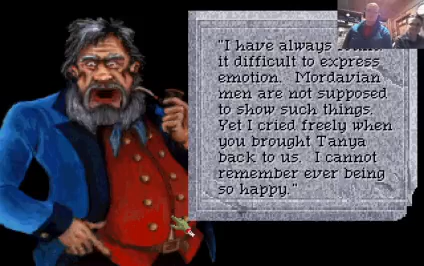 "I have always
it difficult to express
emotion. Mordavian
men are not supposed
to show such things.
Yet I cried freely when
you brought Tanya
back to us. I cannot
remember ever being
so happy."